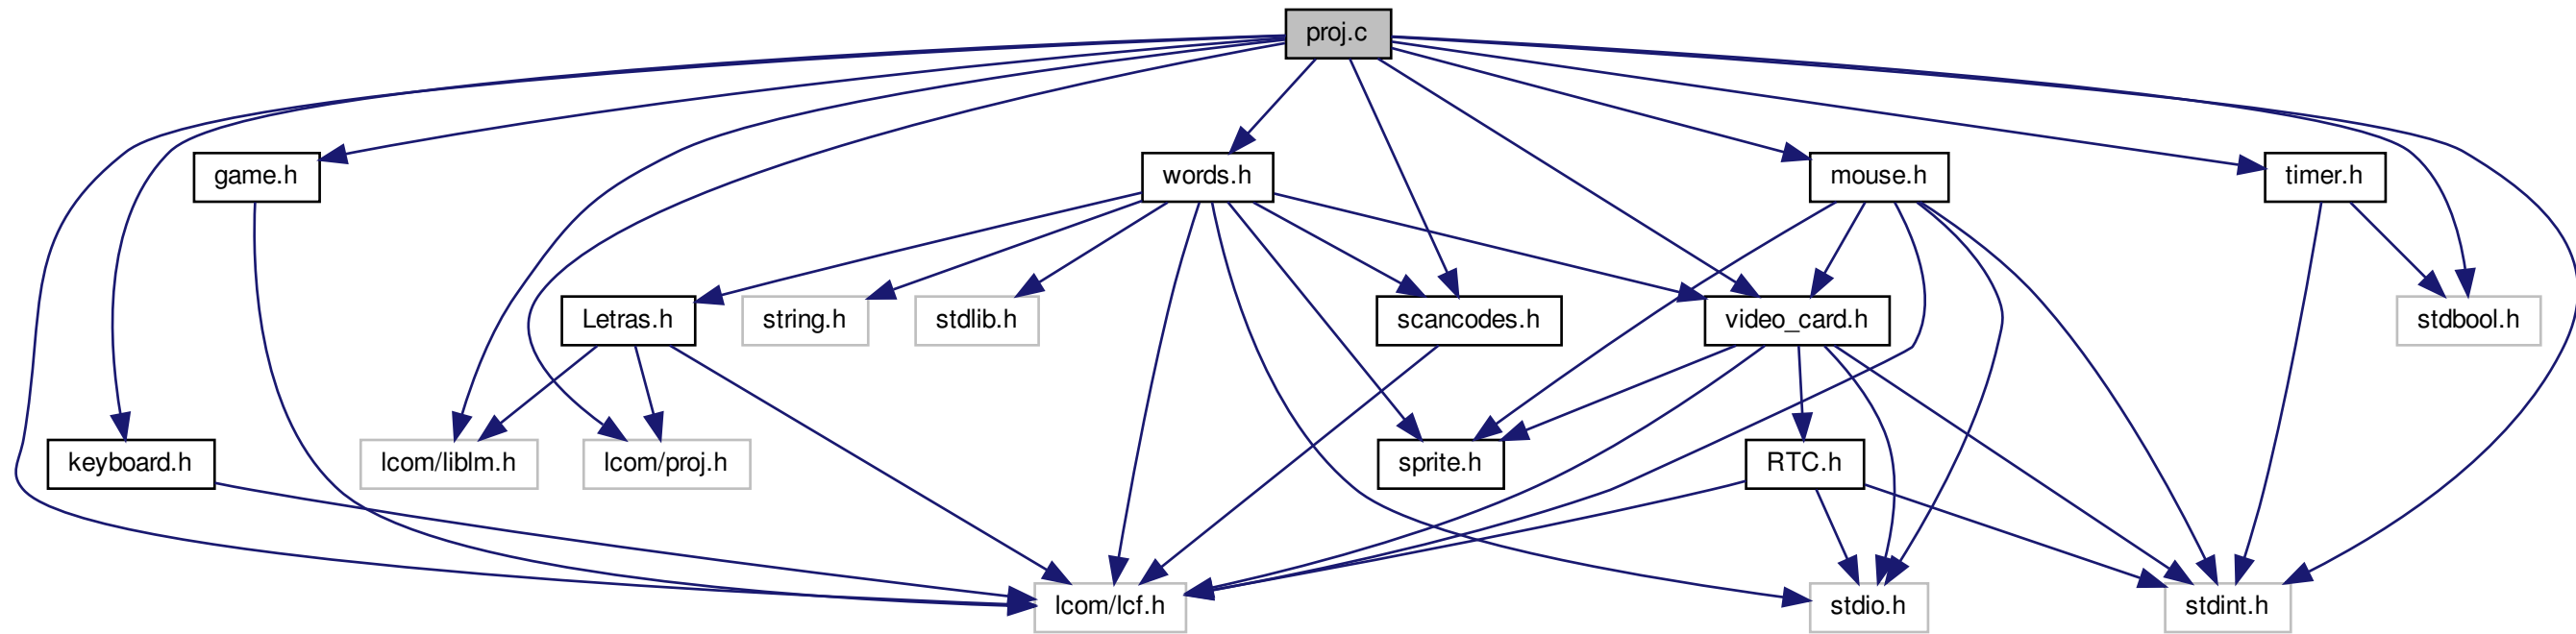 proj.c
game.h
words.h
mouse.h
timer.h
Letras.h
string.h
stdlib.h
scancodes.h
video_card.h
stdbool.h
keyboard.h
lcom/liblm.h
lcom/proj.h
sprite.h
RTC.h
lcom/lcf.h
stdio.h
stdint.h